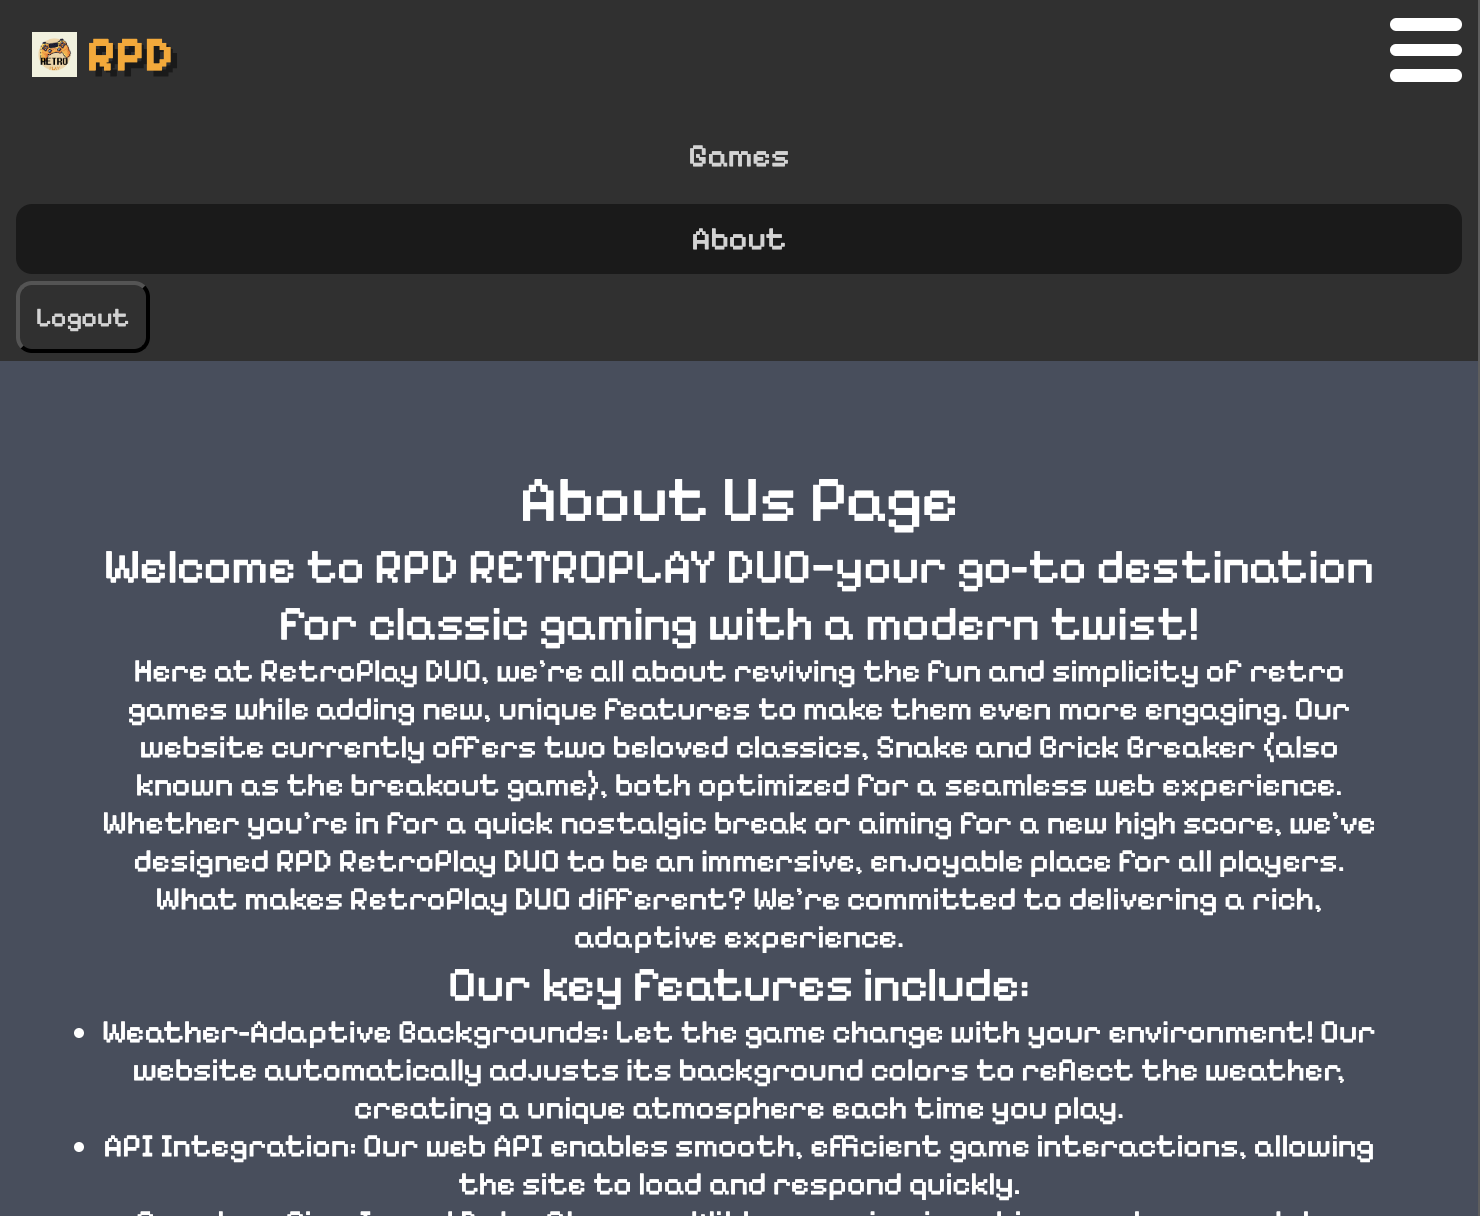 RETRO
RPD
Games
About
Logout
About Us Page
Welcome to RPD RETROPLAY DUO-your go-to destination
for classic gaming with a modern twist!
Here at RetroPlay DUO, we're all about reviving the fun and simplicity of retro
games while adding new, unique features to make them even more engaging. Our
website currently offers two beloved classics, Snake and Brick Breaker (also
known as the breakout game), both optimized for a seamless web experience.
Whether you're in for a quick nostalgic break or aiming for a new high score, we've
designed RPD RetroPlay DUO to be an immersive, enjoyable place for all players.
What makes RetroPlay DUO different? We're committed to delivering a rich,
adaptive experience.
Our key features include:
• Weather-Adaptive Backgrounds: Let the game change with your environment! Our
website automatically adjusts its background colors to reflect the weather,
creating a unique atmosphere each time you play.
• API Integration: Our web API enables smooth, efficient game interactions, allowing
the site to load and respond quickly.